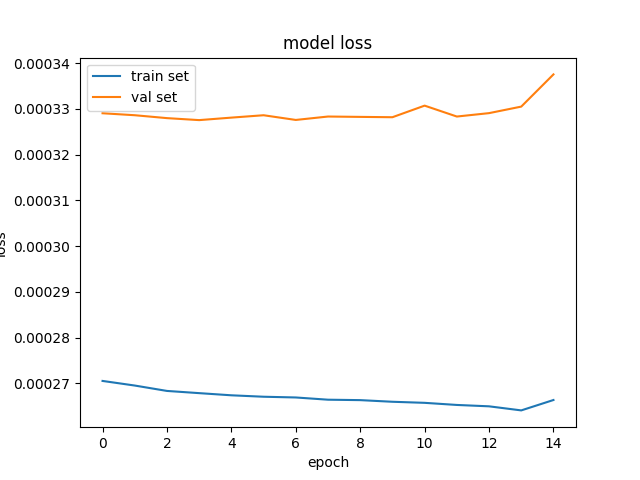 model loss
train set
val set
0.00034
0.00033
0.00032
0.00031
0.00030
0.00029
0.00028
0.00027
loss
0 2 4 6 8 10 12 14
epoch